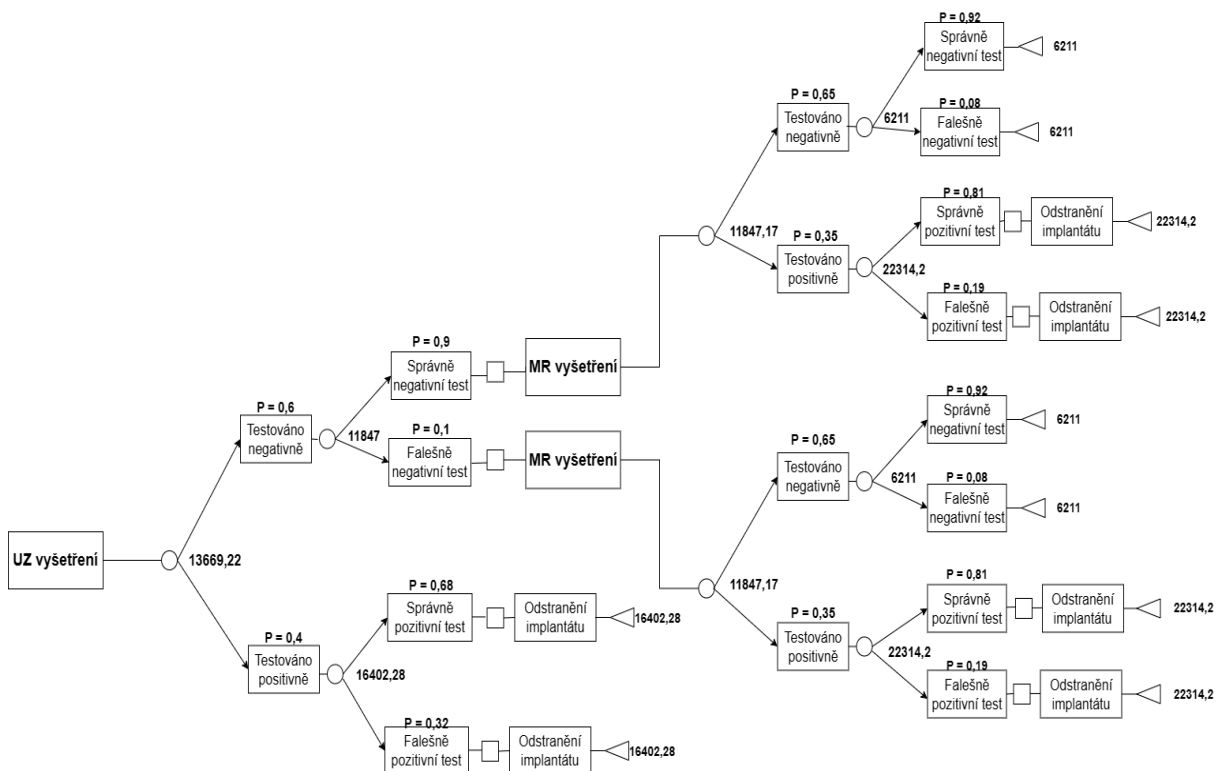 P = 0,92
Správně
negativní test
6211
P = 0,65
Testováno
negativně
6211
P = 0,08
Falešně
negativní test
6211
P = 0,81
Správně
pozitivní test
Odstranění
implantátu
22314,2
11847,17
P = 0,35
Testováno
positivně
22314,2
P = 0,19
Falešně
pozitivní test
Odstranění
implantátu
22314,2
P = 0,9
Správně
negativní test
MR vyšetření
P = 0,6
Testováno
negativně
11847
P = 0,1
Falešně
negativní test
MR vyšetření
P = 0,92
Správně
negativní test
6211
P = 0,65
Testováno
negativně
6211
P = 0,08
Falešně
negativní test
6211
UZ vyšetření
13669,22
11847,17
P = 0,81
Správně
pozitivní test
Odstranění
implantátu
22314,2
P = 0,35
Testováno
positivně
22314,2
P = 0,19
Falešně
pozitivní test
Odstranění
implantátu
22314,2
P = 0,68
Správně
pozitivní test
Odstranění
implantátu
16402,28
P = 0,4
Testováno
positivně
16402,28
P = 0,32
Falešně
pozitivní test
Odstranění
implantátu
16402,28